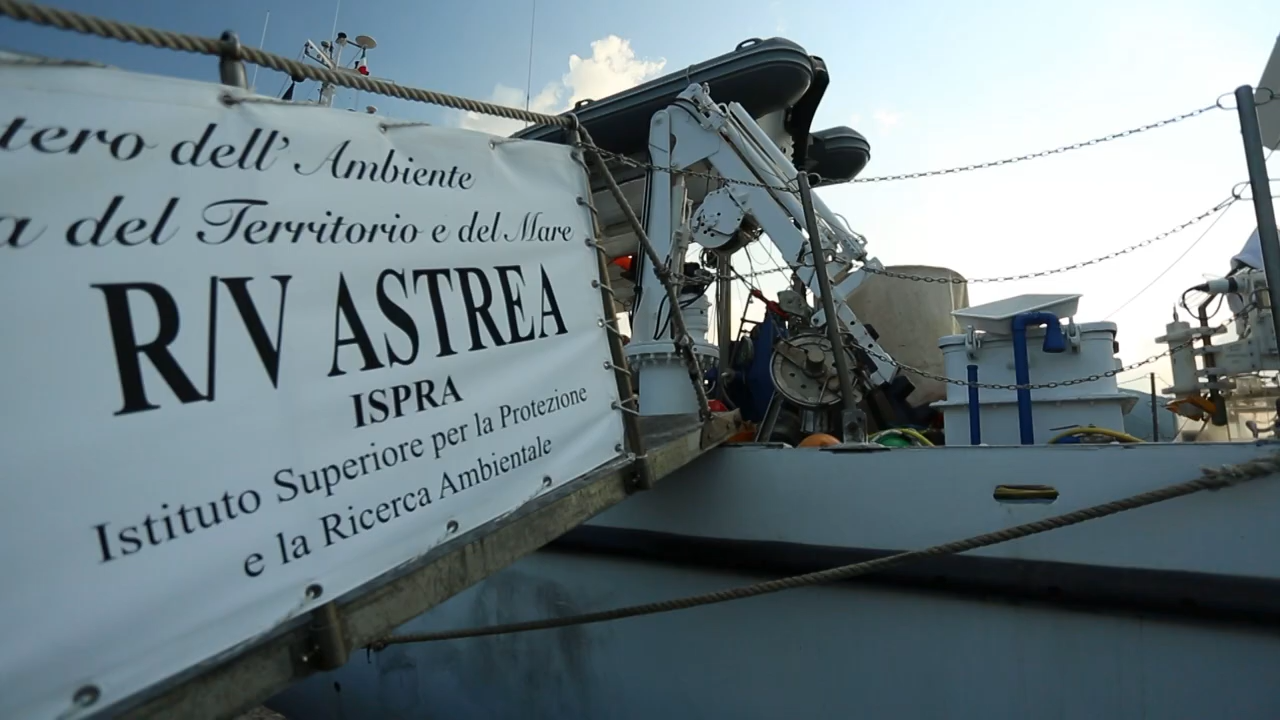 tero dell' Ambiente
a del Territorio e del Mare
R/V ASTREA
ISPRA
Istituto Superiore per la Protezione
e la Ricerca Ambientale